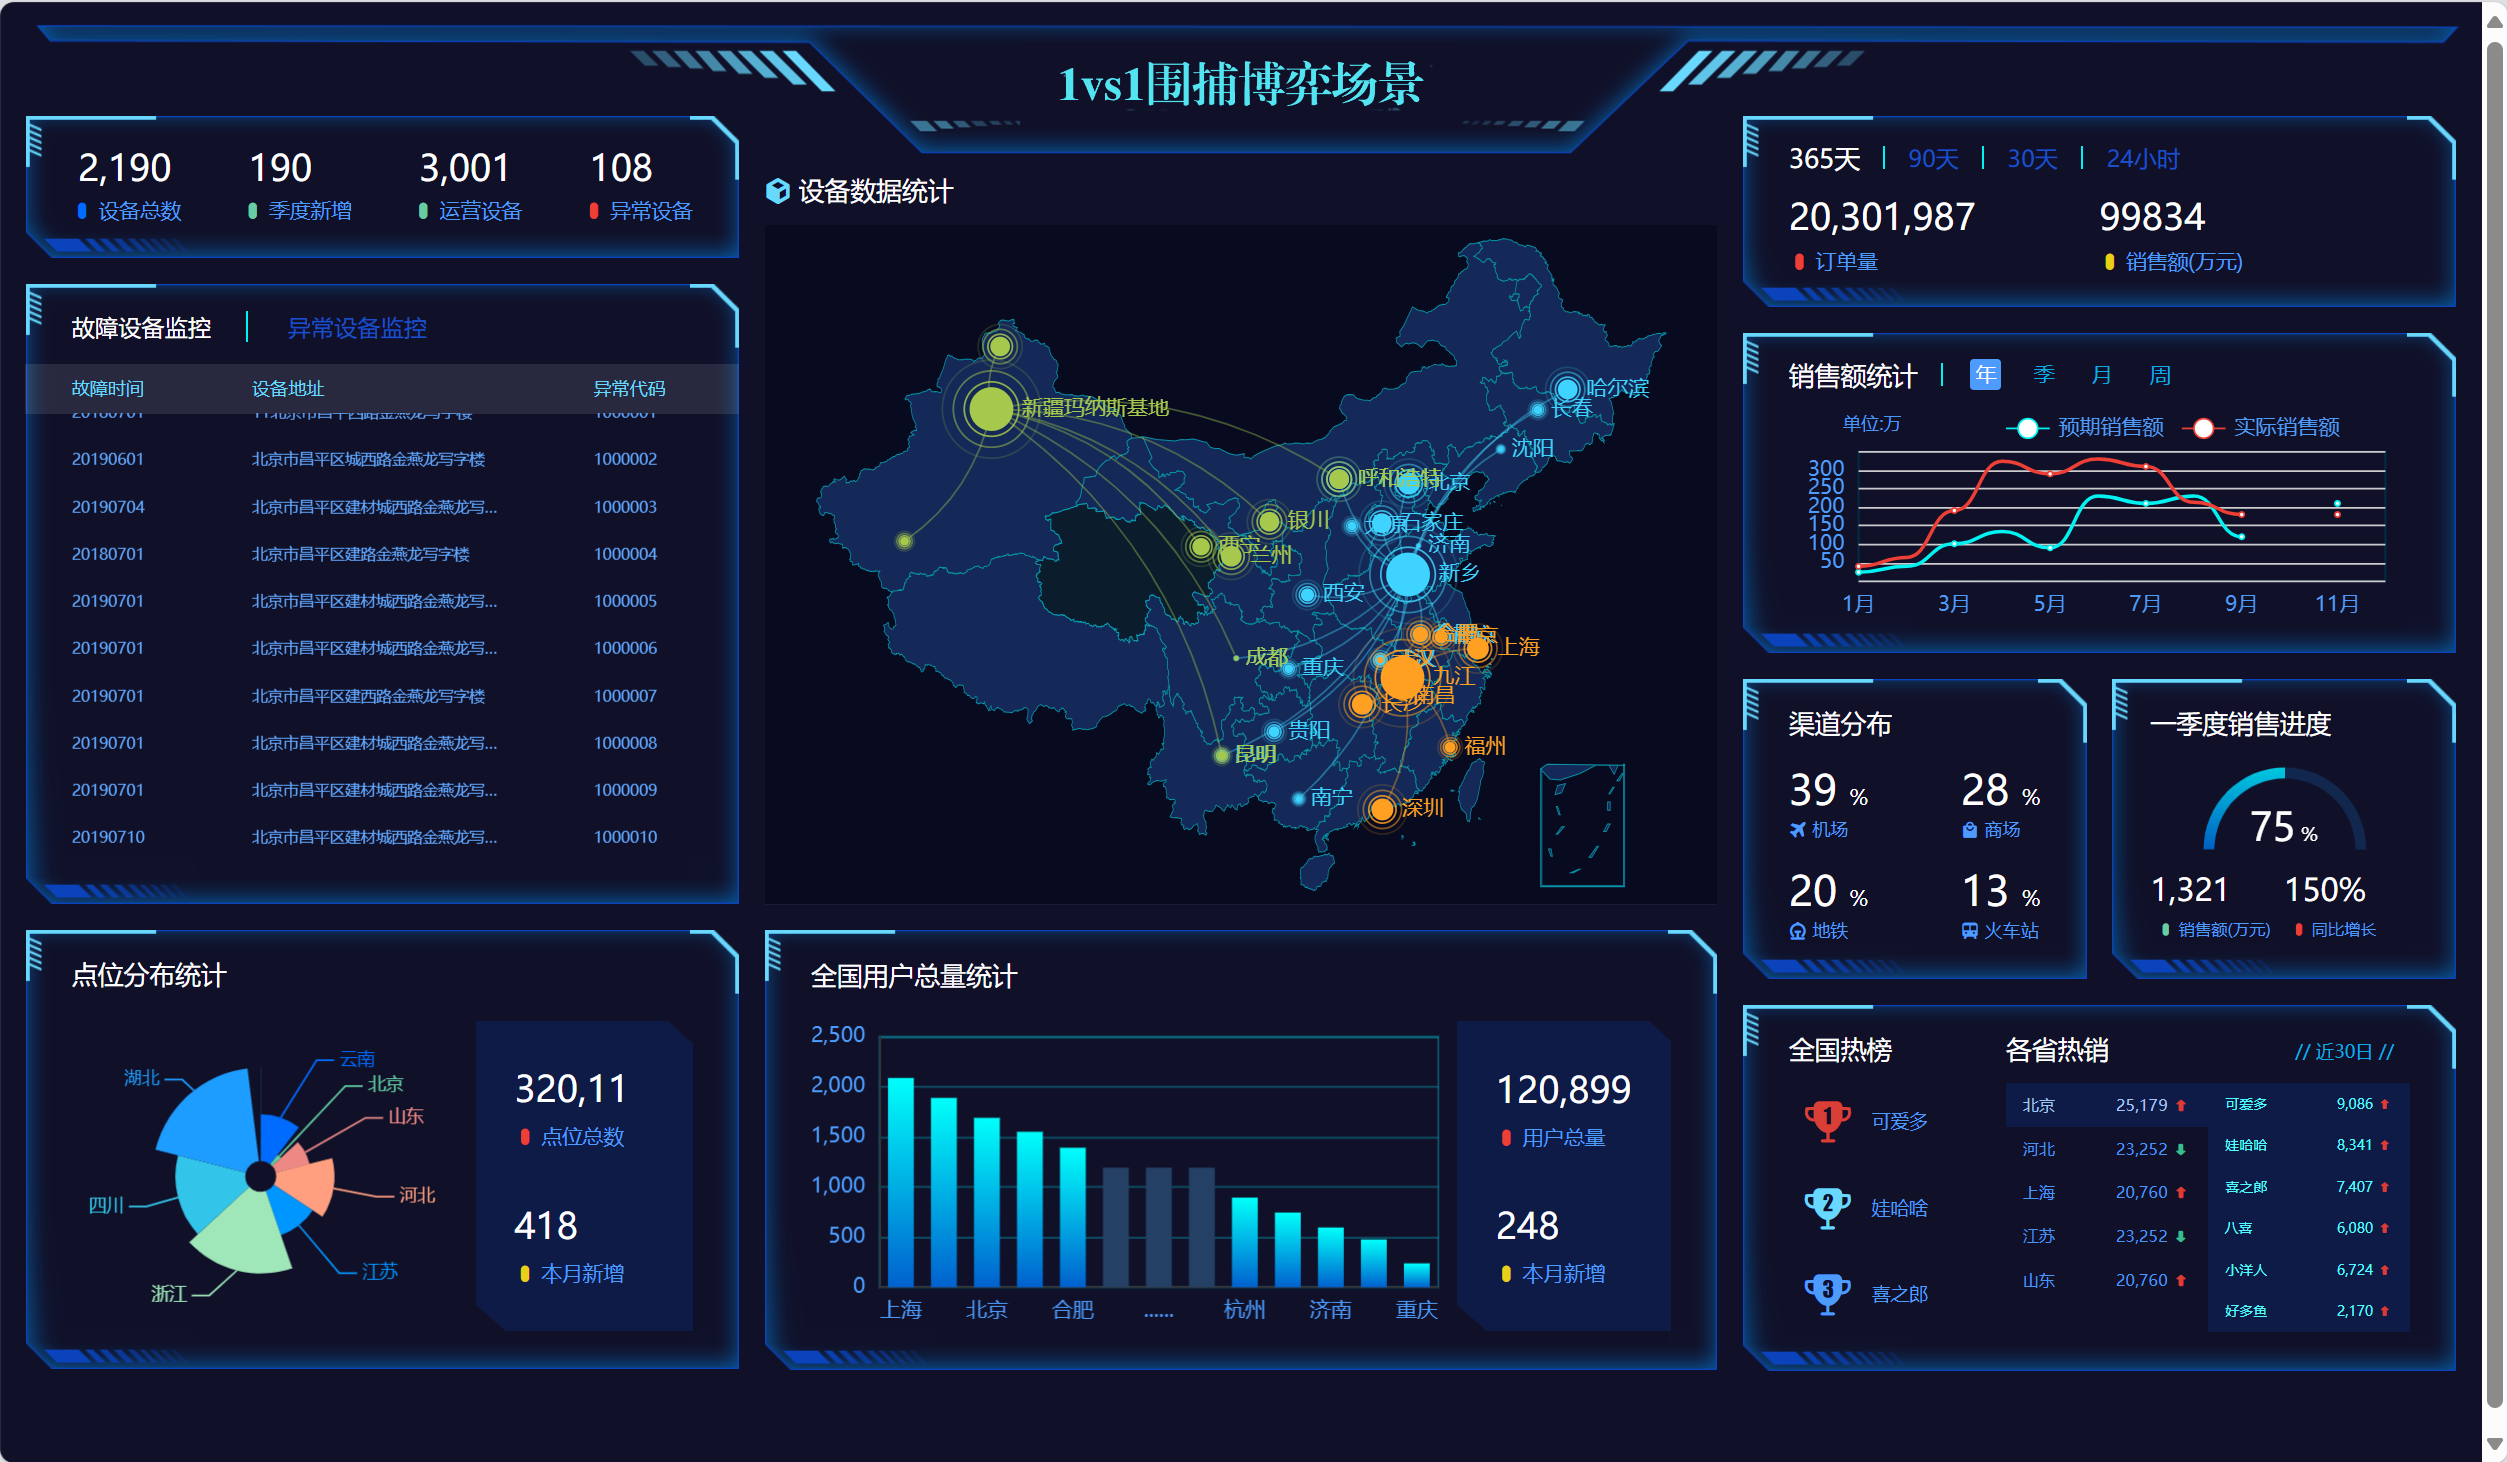 1vs1围捕博弈场景
2,190
190
3,001
108
设备总数
季度新增
运营设备
异常设备
故障设备监控
异常设备监控
故障时间 设备地址 异常代码
20190601 北京市昌平区城西路金燕龙写字楼 1000002
20190704 北京市昌平区建材城西路金燕龙写... 1000003
20180701 北京市昌平区建路金燕龙写字楼 1000004
20190701 北京市昌平区建材城西路金燕龙写... 1000005
20190701 北京市昌平区建材城西路金燕龙写... 1000006
20190701 北京市昌平区建西路金燕龙写字楼 1000007
20190701 北京市昌平区建材城西路金燕龙写... 1000008
20190701 北京市昌平区建材城西路金燕龙写... 1000009
20190710 北京市昌平区建材城西路金燕龙写... 1000010
点位分布统计
云南
北京
山东
河北
江苏
浙江
四川
湖北
320,11
点位总数
418
本月新增
设备数据统计
新疆玛纳斯基地
哈尔滨
长春
沈阳
呼和浩特
北京
银川
石家庄
济南
兰州
新乡
西安
上海
成都
重庆
九江
南昌
贵阳
福州
昆明
南宁
深圳
全国用户总量统计
2,500
2,000
1,500
1,000
500
0
上海 北京 合肥 ...... 杭州 济南 重庆
120,899
用户总量
248
本月新增
365天
90天
30天
24小时
20,301,987
99834
订单量
销售额(万元)
销售额统计
年
季
月
周
单位:万
预期销售额
实际销售额
300
250
200
150
100
50
1月 3月 5月 7月 9月 11月
渠道分布
39 %
28 %
机场
商场
20 %
13 %
地铁
火车站
一季度销售进度
75 %
1,321
150%
销售额(万元)
同比增长
全国热榜
1 可爱多
2 娃哈啥
3 喜之郎
各省热销
// 近30日 //
北京 25,179
河北 23,252
上海 20,760
江苏 23,252
山东 20,760
可爱多 9,086
娃哈哈 8,341
喜之郎 7,407
八喜 6,080
小洋人 6,724
好多鱼 2,170